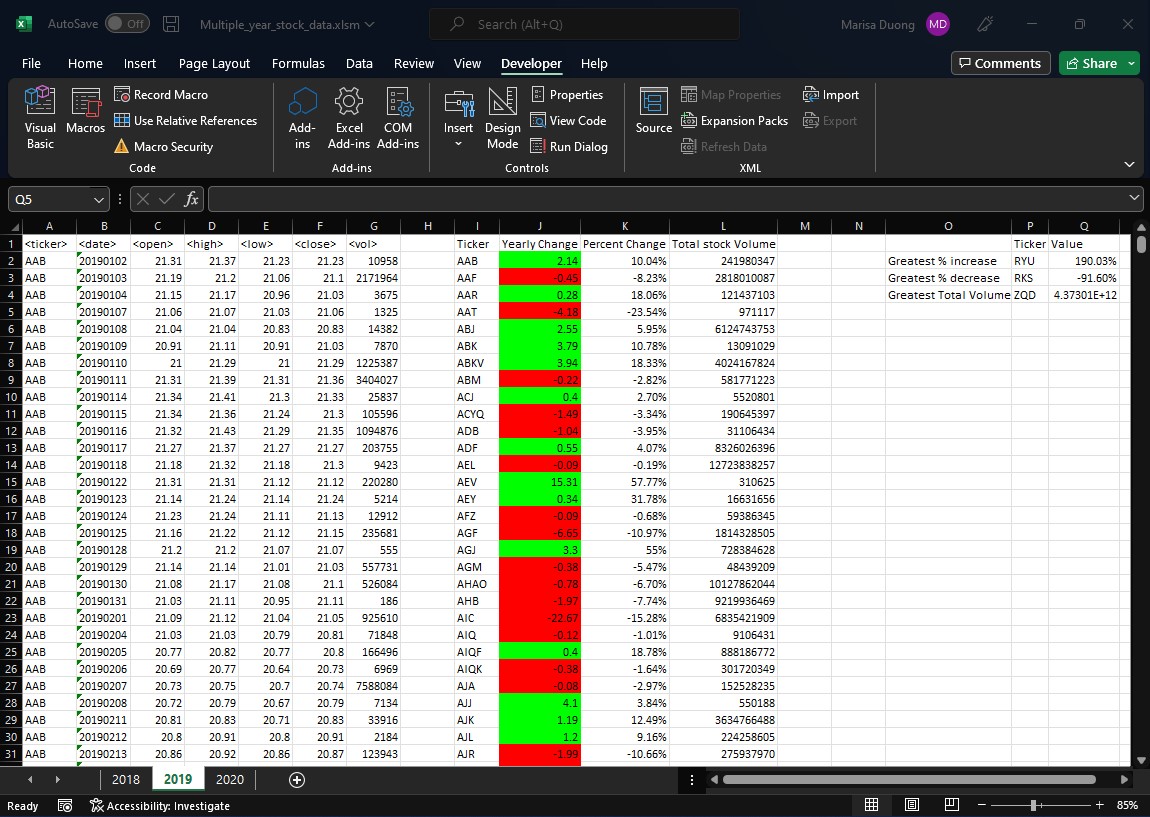 AutoSave Off Multiple_year_stock_data.xlsm Search (Alt+Q) Marisa Duong MD
File Home Insert Page Layout Formulas Data Review View Developer Help Comments Share
Visual Basic
Macros
Record Macro
Use Relative References
Macro Security
Code
Add-ins
Excel Add-ins
COM Add-ins
Add-ins
Insert
Design Mode
Properties
View Code
Run Dialog
Controls
Source
Map Properties
Expansion Packs
Refresh Data
Import
Export
XML
Q5 fx
A B C D E F G H I J K L M N O P Q
1 <ticker> <date> <open> <high> <low> <close> <vol> Ticker Yearly Change Percent Change Total stock Volume Ticker Value
2 AAB 20190102 21.31 21.37 21.23 21.23 10958 AAB 2.14 10.04% 241980347 Greatest % increase RYU 190.03%
3 AAB 20190103 21.19 21.2 21.06 21.1 2171964 AAF -0.45 -8.23% 2818010087 Greatest % decrease RKS -91.60%
4 AAB 20190104 21.15 21.17 20.96 21.03 3675 AAR 0.28 18.06% 121437103 Greatest Total Volume ZQD 4.37301E+12
5 AAB 20190107 21.06 21.07 21.03 21.06 1325 AAT -4.18 -23.54% 971117
6 AAB 20190108 21.04 21.04 20.83 20.83 14382 ABJ 2.55 5.95% 6124743753
7 AAB 20190109 20.91 21.11 20.91 21.03 7870 ABK 3.79 10.78% 13091029
8 AAB 20190110 21 21.29 21 21.29 1225387 ABKV 3.94 18.33% 4024167824
9 AAB 20190111 21.31 21.39 21.31 21.36 3404027 ABM -0.22 -2.82% 581771223
10 AAB 20190114 21.34 21.41 21.3 21.33 25837 ACJ 0.4 2.70% 5520801
11 AAB 20190115 21.34 21.36 21.24 21.3 105596 ACYQ -1.49 -3.34% 190645397
12 AAB 20190116 21.32 21.43 21.29 21.35 1094876 ADB -1.04 -3.95% 31106434
13 AAB 20190117 21.27 21.37 21.27 21.27 203755 ADF 0.55 4.07% 8326026396
14 AAB 20190118 21.18 21.32 21.18 21.3 9423 AEL -0.09 -0.19% 12723838257
15 AAB 20190122 21.31 21.31 21.12 21.12 220280 AEV 15.31 57.77% 310625
16 AAB 20190123 21.14 21.24 21.14 21.24 5214 AEY 0.34 31.78% 16631656
17 AAB 20190124 21.23 21.24 21.11 21.13 12912 AFZ -0.09 -0.68% 59386345
18 AAB 20190125 21.16 21.22 21.12 21.15 235681 AGF -6.65 -10.97% 1814328505
19 AAB 20190128 21.2 21.2 21.07 21.07 555 AGJ 3.3 55% 728384628
20 AAB 20190129 21.14 21.14 21.01 21.03 557731 AGM -0.38 -5.47% 48439209
21 AAB 20190130 21.08 21.17 21.08 21.1 526084 AHAO -0.78 -6.70% 10127862044
22 AAB 20190131 21.03 21.11 20.95 21.11 186 AHB -1.97 -7.74% 9219936469
23 AAB 20190201 21.09 21.12 21.04 21.05 925610 AIC -22.67 -15.28% 6835421909
24 AAB 20190204 21.03 21.03 20.79 20.81 71848 AIQ -0.12 -1.01% 9106431
25 AAB 20190205 20.77 20.82 20.77 20.8 166496 AIQF 0.4 18.78% 888186772
26 AAB 20190206 20.69 20.77 20.64 20.73 6969 AIQK -0.38 -1.64% 301720349
27 AAB 20190207 20.73 20.75 20.7 20.74 7588084 AJA -0.08 -2.97% 152528235
28 AAB 20190208 20.72 20.79 20.67 20.79 7134 AJJ 4.1 3.84% 550188
29 AAB 20190211 20.81 20.83 20.71 20.83 33916 AJK 1.19 12.49% 3634766488
30 AAB 20190212 20.8 20.91 20.8 20.91 2184 AJL 1.2 9.16% 224258605
31 AAB 20190213 20.86 20.92 20.86 20.87 123943 AJR -1.99 -10.66% 275937970
2018 2019 2020
Ready Accessibility: Investigate 85%